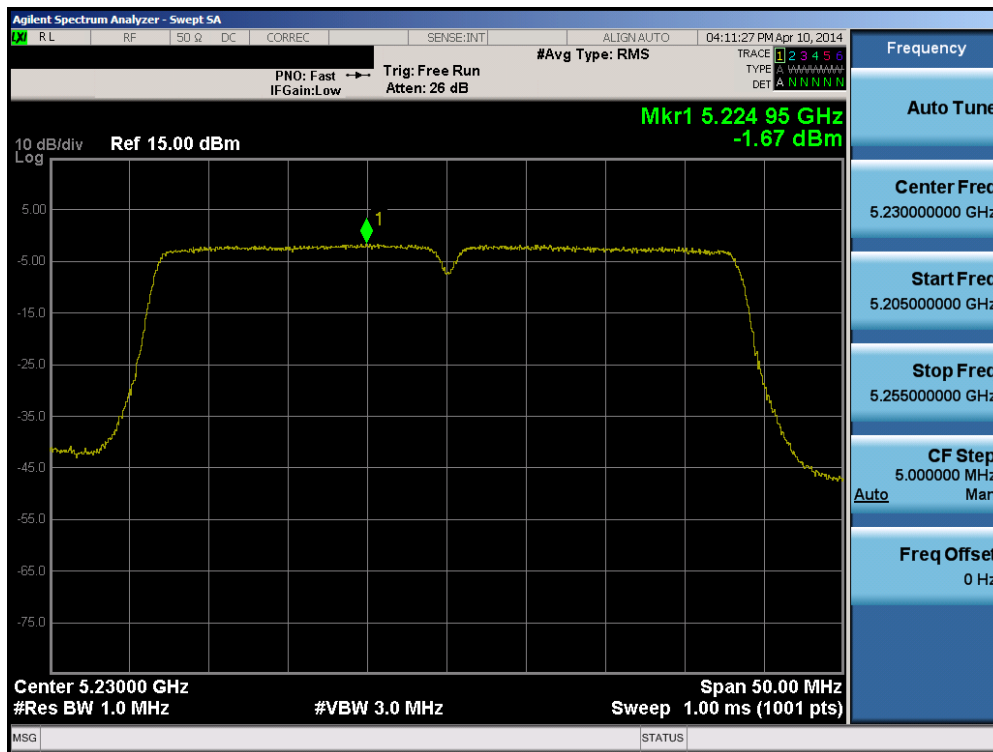 Agilent Spectrum Analyzer - Swept SA
LXI RL RF 50 Ω DC CORREC SENSE:INT ALIGN AUTO 04:11:27 PM Apr 10, 2014
#Avg Type: RMS TRACE 1 2 3 4 5 6
PNO: Fast Trig: Free Run TYPE A WWWWW
IFGain:Low Atten: 26 dB DET A N N N N N
Mkr1 5.224 95 GHz
-1.67 dBm
10 dB/div Ref 15.00 dBm
Log
1
5.00
-5.00
-15.0
-25.0
-35.0
-45.0
-55.0
-65.0
-75.0
Center 5.23000 GHz Span 50.00 MHz
#Res BW 1.0 MHz #VBW 3.0 MHz Sweep 1.00 ms (1001 pts)
MSG STATUS
Frequency
Auto Tune
Center Freq
5.230000000 GHz
Start Freq
5.205000000 GHz
Stop Freq
5.255000000 GHz
CF Step
5.000000 MHz
Auto Man
Freq Offset
0 Hz